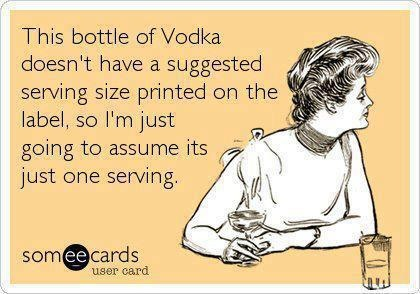 This bottle of Vodka
doesn't have a suggested
serving size printed on the
label, so I'm just
going to assume its
just one serving.
someecards
user card